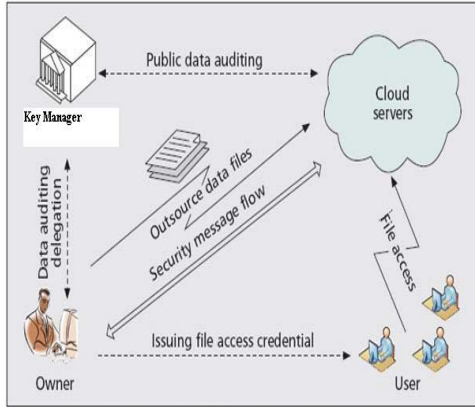 Public data auditing
Cloud
servers
Key Manager
Outsource data files
Security message flow
Data auditing
delegation
File access
Issuing file access credential
Owner
User